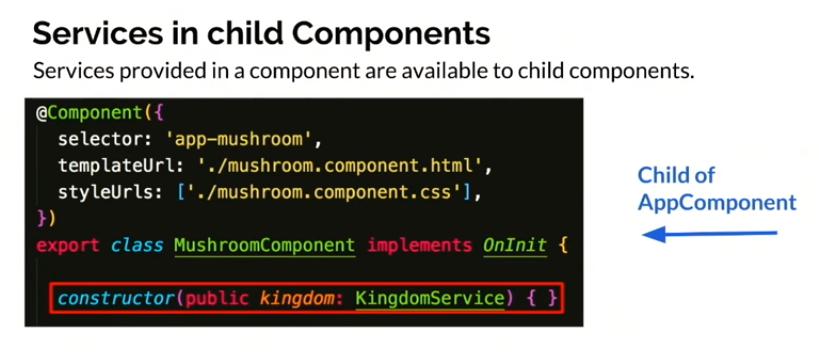 Services in child Components
Services provided in a component are available to child components.
@Component({
  selector: 'app-mushroom',
  templateUrl: './mushroom.component.html',
  styleUrls: ['./mushroom.component.css'],
})
export class MushroomComponent implements OnInit {
  constructor(public kingdom: KingdomService) { }
Child of
AppComponent